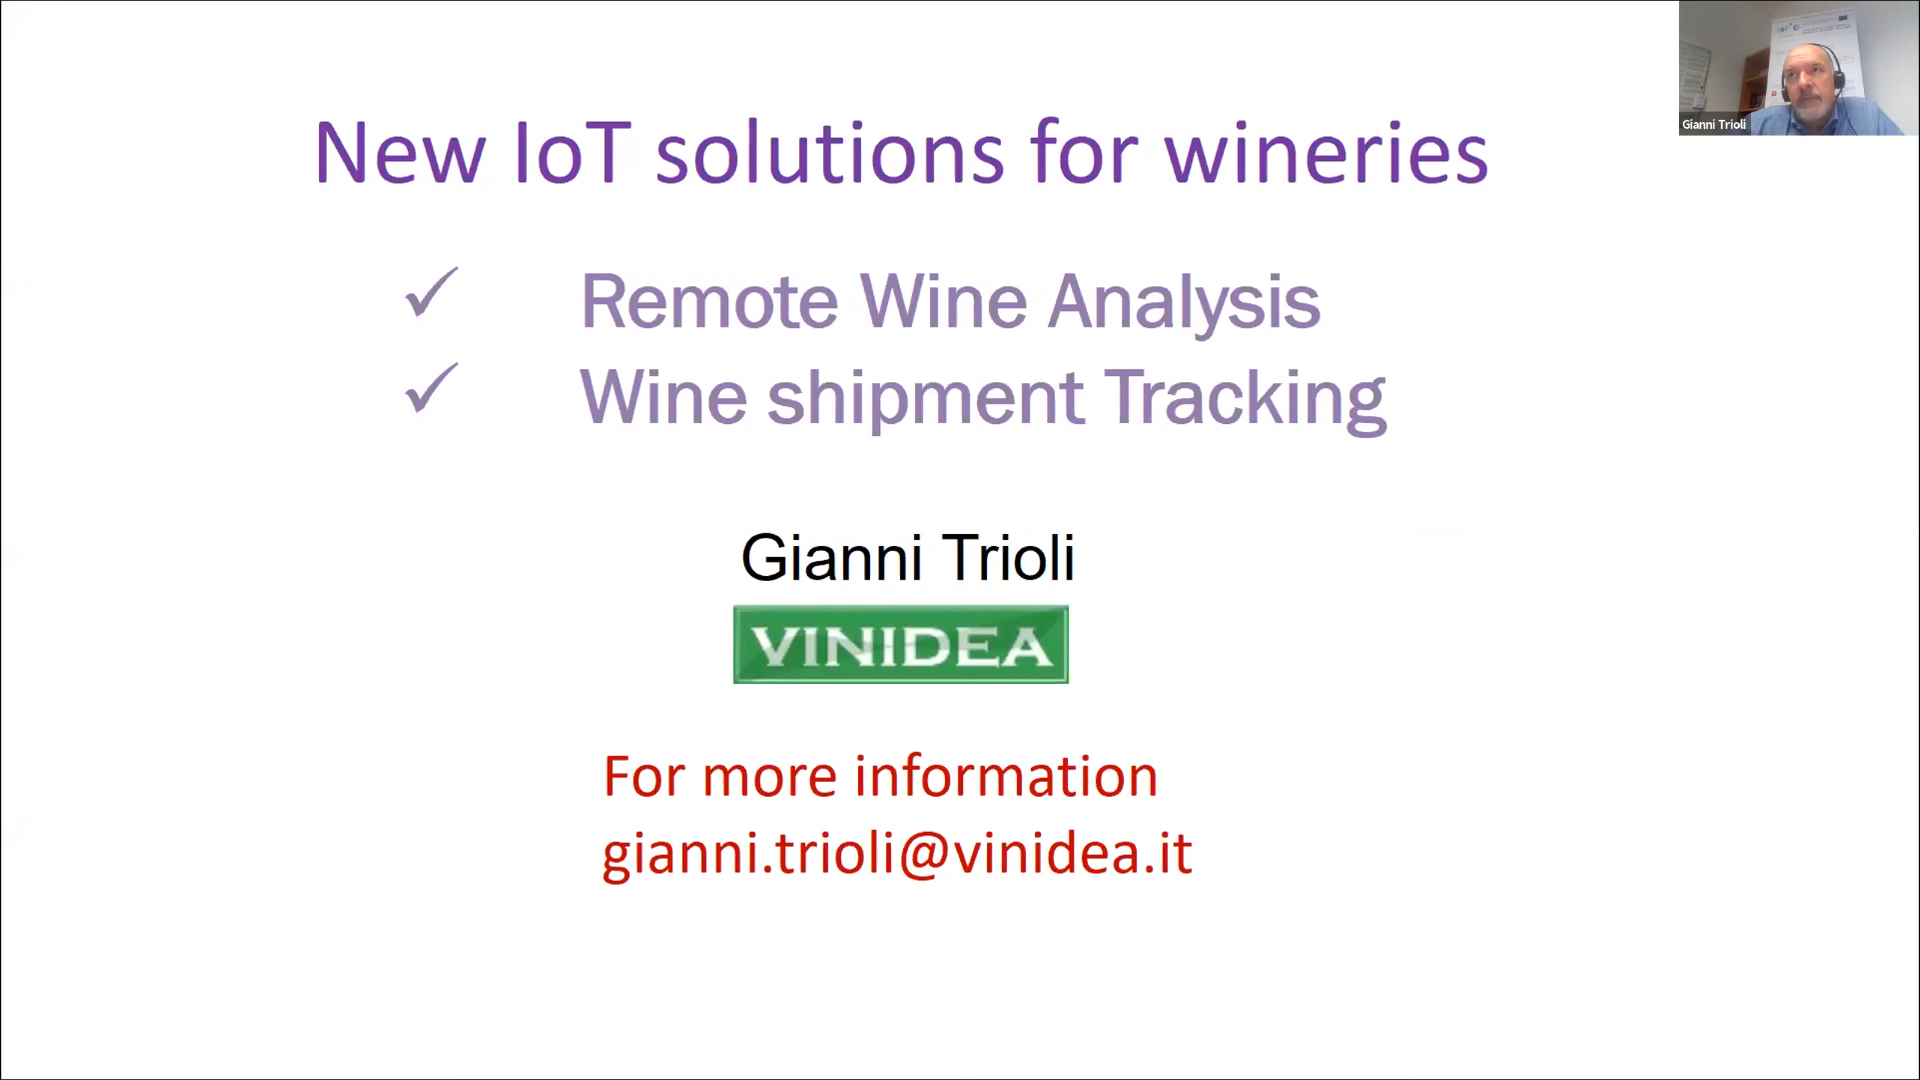 New IoT solutions for wineries
✓ Remote Wine Analysis
✓ Wine shipment Tracking
Gianni Trioli
VINIDEA
For more information
gianni.trioli@vinidea.it
Gianni Trioli